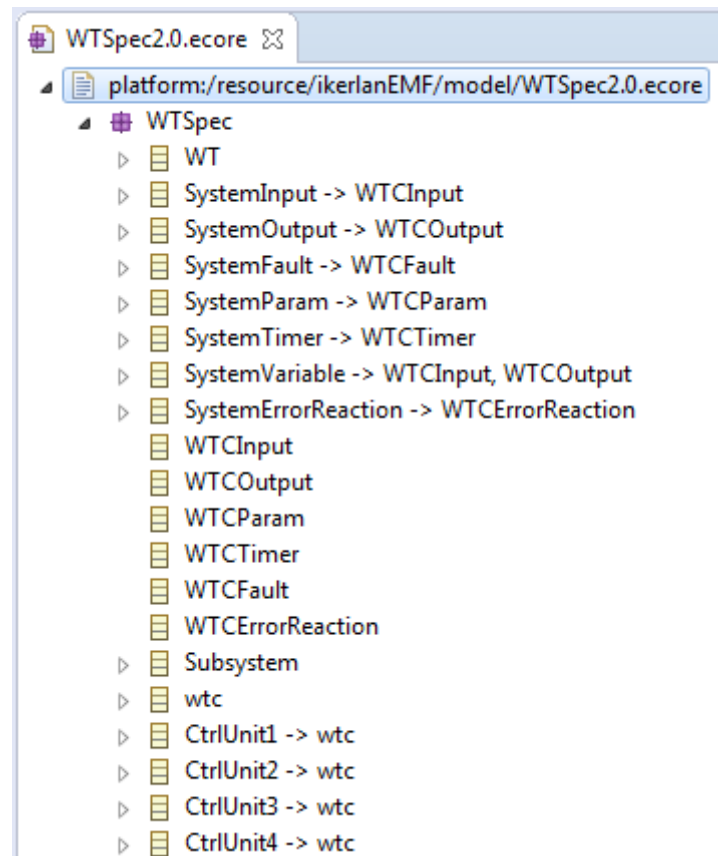 WTSpec2.0.ecore
platform:/resource/ikerlanEMF/model/WTSpec2.0.ecore
WTSpec
WT
SystemInput -> WTCInput
SystemOutput -> WTCOutput
SystemFault -> WTCFault
SystemParam -> WTCParam
SystemTimer -> WTCTimer
SystemVariable -> WTCInput, WTCOutput
SystemErrorReaction -> WTCErrorReaction
WTCInput
WTCOutput
WTCParam
WTCTimer
WTCFault
WTCErrorReaction
Subsystem
wtc
CtrlUnit1 -> wtc
CtrlUnit2 -> wtc
CtrlUnit3 -> wtc
CtrlUnit4 -> wtc